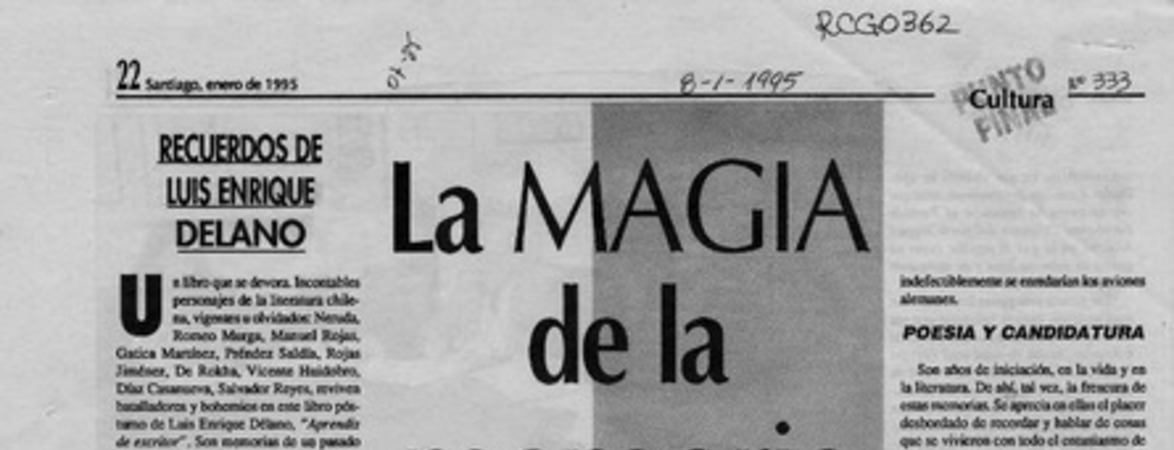 RCG0362
22 Santiago, enero de 1995
8-1-1995
PUNTO FINAL
Cultura
Nº 333
RECUERDOS DE
LUIS ENRIQUE
DELANO
La MAGIA
de la
Un libro que se devora. Incontables
personajes de la literatura chile-
na, vigentes u olvidados: Neruda,
Romeo Murga, Manuel Rojas,
Gatica Martínez, Préndez Saldía, Rojas
Jiménez, De Rokha, Vicente Huidobro,
Díaz Casanueva, Salvador Reyes, reviven
batalladores y bohemios en este libro pós-
tumo de Luis Enrique Délano, "Aprendiz
de escritor". Son memorias de un pasado
indefectiblemente se enredarían los aviones
alemanes.
POESIA Y CANDIDATURA
Son años de iniciación, en la vida y en
la literatura. De ahí, tal vez, la frescura de
estas memorias. Se aprecia en ellas el placer
desbordado de recordar y hablar de cosas
que se vivieron con todo el entusiasmo de